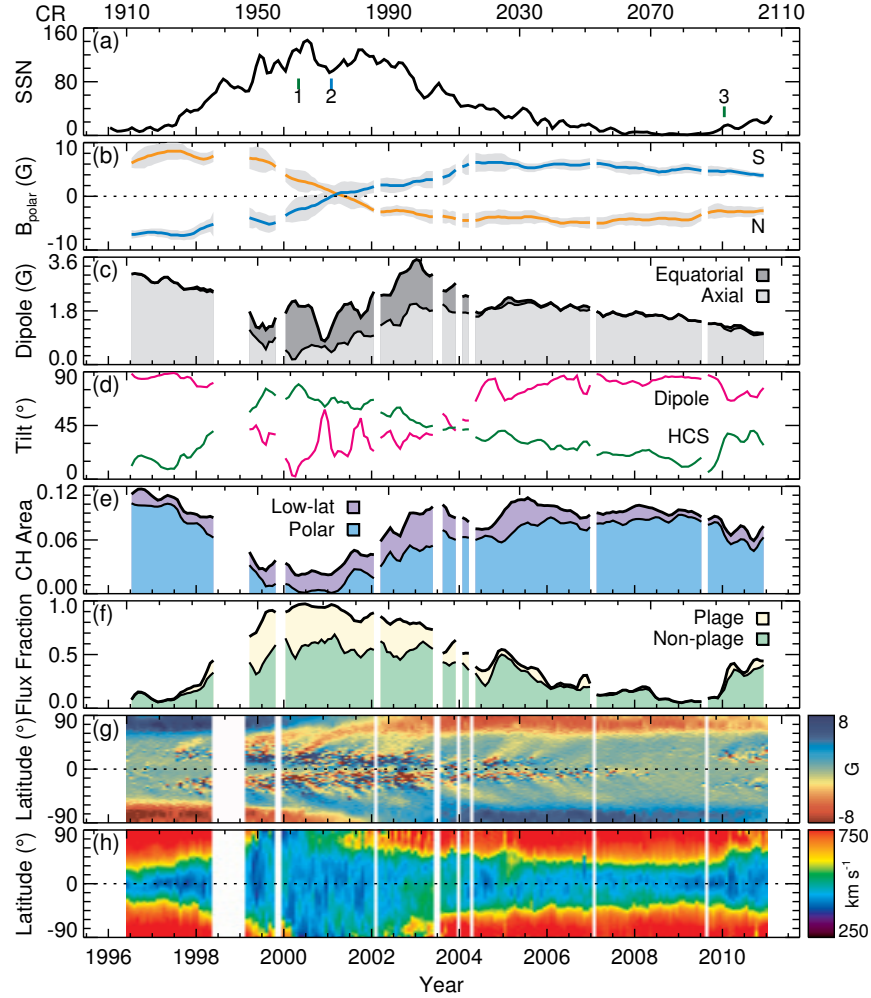 CR 1910 1950 1990 2030 2070 2110
(a)
160
80
0
SSN
1 2 3
(b)
10
0
-10
B polar (G)
S
N
(c)
3.6
1.8
0.0
Dipole (G)
Equatorial
Axial
(d)
90
45
0
Tilt (°)
Dipole
HCS
(e)
0.12
0.06
0.00
CH Area
Low-lat
Polar
(f)
1.0
0.5
0.0
Flux Fraction
Plage
Non-plage
(g)
90
0
-90
Latitude (°)
8
G
-8
(h)
90
0
-90
Latitude (°)
750
km s-1
250
1996 1998 2000 2002 2004 2006 2008 2010
Year